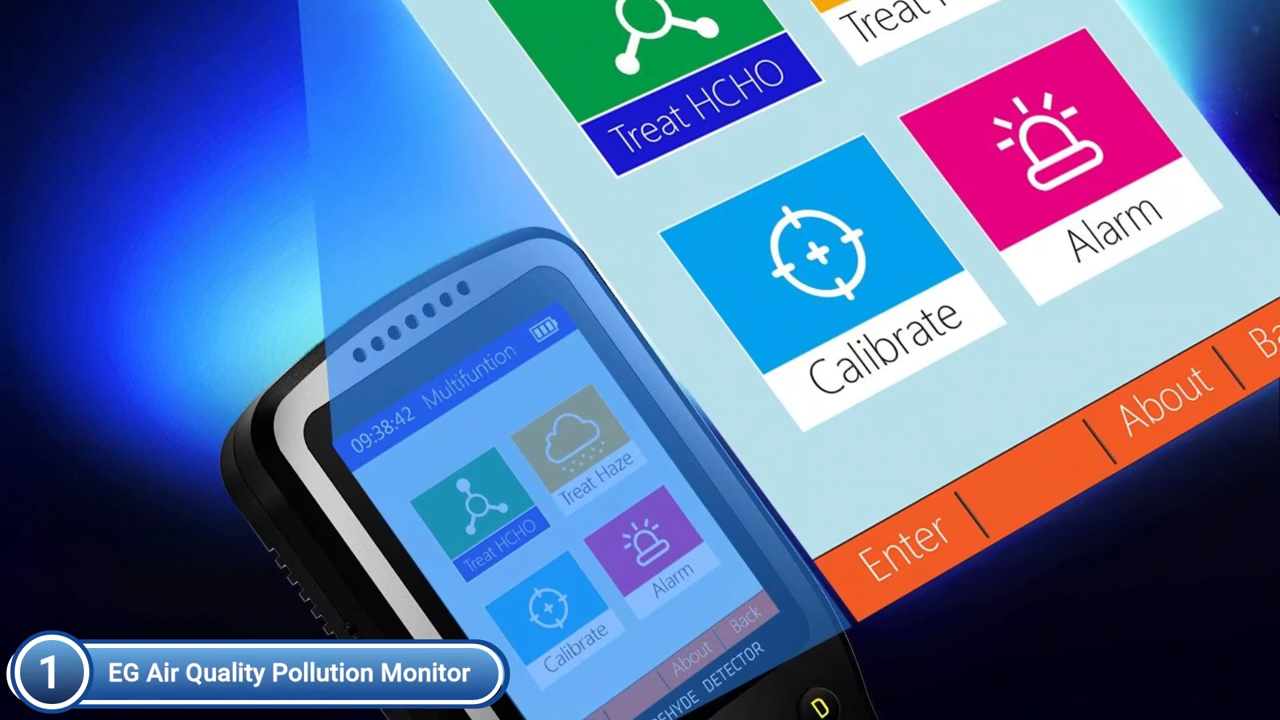 Treat
Treat HCHO
Alarm
Calibrate
Enter
About
09:38:42 Multifuntion
Treat Haze
Treat HCHO
Alarm
Calibrate
About
Back
DETECTOR
D
1
EG Air Quality Pollution Monitor